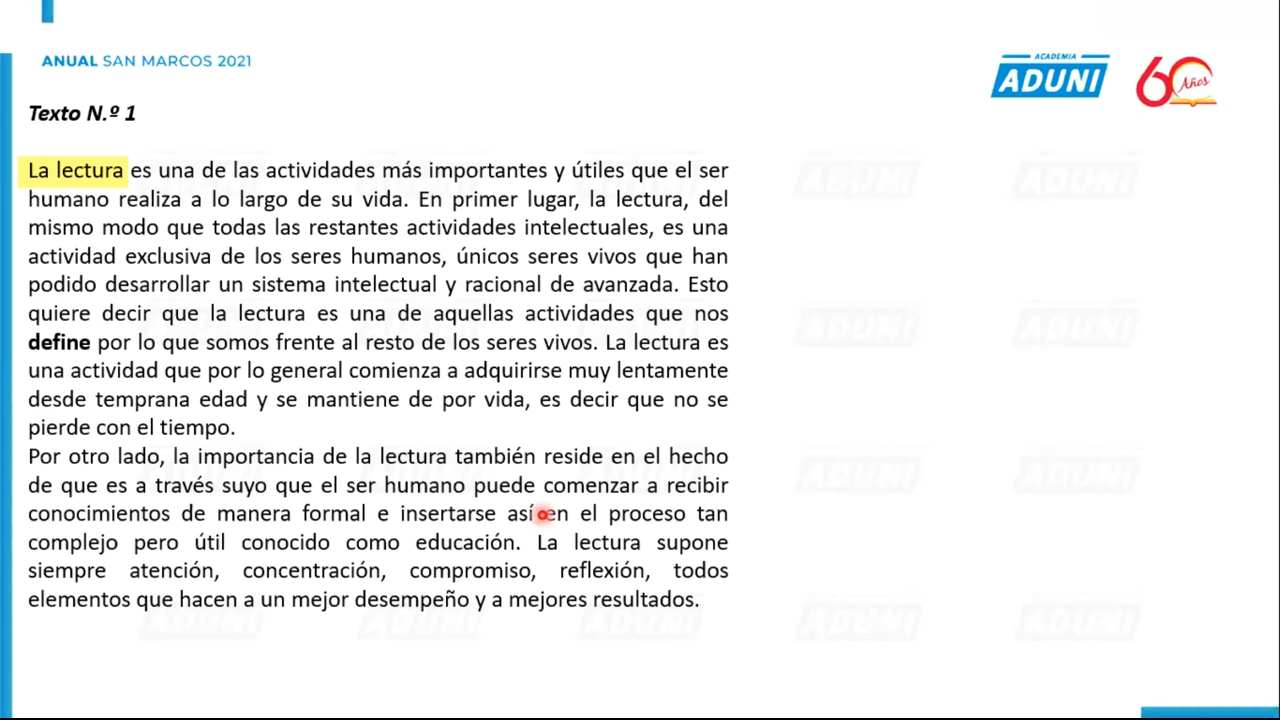 ANUAL SAN MARCOS 2021
ACADEMIA
ADUNI
60 Años
Texto N.º 1
La lectura es una de las actividades más importantes y útiles que el ser
humano realiza a lo largo de su vida. En primer lugar, la lectura, del
mismo modo que todas las restantes actividades intelectuales, es una
actividad exclusiva de los seres humanos, únicos seres vivos que han
podido desarrollar un sistema intelectual y racional de avanzada. Esto
quiere decir que la lectura es una de aquellas actividades que nos
define por lo que somos frente al resto de los seres vivos. La lectura es
una actividad que por lo general comienza a adquirirse muy lentamente
desde temprana edad y se mantiene de por vida, es decir que no se
pierde con el tiempo.
Por otro lado, la importancia de la lectura también reside en el hecho
de que es a través suyo que el ser humano puede comenzar a recibir
conocimientos de manera formal e insertarse así en el proceso tan
complejo pero útil conocido como educación. La lectura supone
siempre atención, concentración, compromiso, reflexión, todos
elementos que hacen a un mejor desempeño y a mejores resultados.